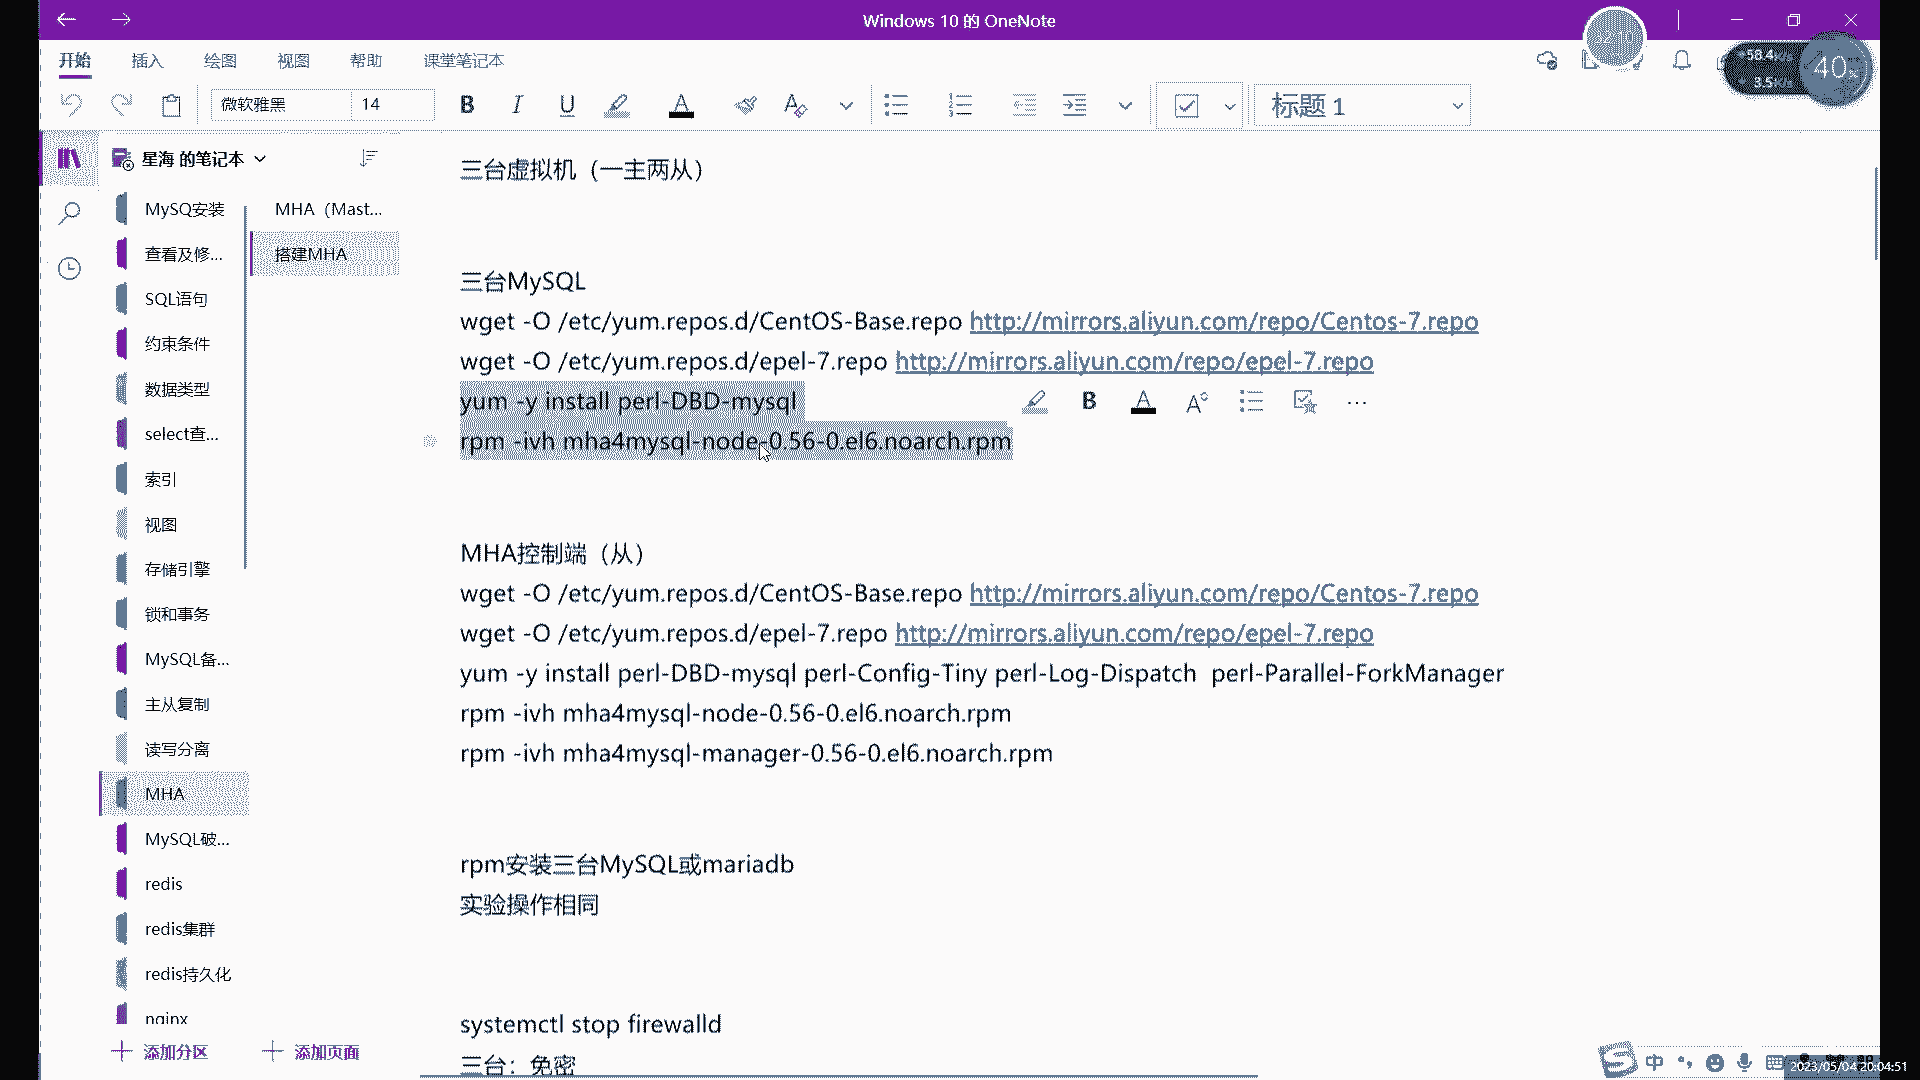 Windows 10 的 OneNote
开始 插入 绘图 视图 帮助 课堂笔记本
58.4K/s
3.5K/s
40%
微软雅黑 14 B I U A 标题 1
星海 的笔记本
MySQ安装
查看及修...
SQL语句
约束条件
数据类型
select查...
索引
视图
存储引擎
锁和事务
MySQL备...
主从复制
读写分离
MHA
MySQL破...
redis
redis集群
redis持久化
nginx
添加分区
MHA（Mast...
搭建MHA
添加页面
三台虚拟机（一主两从）
三台MySQL
wget -O /etc/yum.repos.d/CentOS-Base.repo http://mirrors.aliyun.com/repo/Centos-7.repo
wget -O /etc/yum.repos.d/epel-7.repo http://mirrors.aliyun.com/repo/epel-7.repo
yum -y install perl-DBD-mysql
B A A ...
rpm -ivh mha4mysql-node-0.56-0.el6.noarch.rpm
MHA控制端（从）
wget -O /etc/yum.repos.d/CentOS-Base.repo http://mirrors.aliyun.com/repo/Centos-7.repo
wget -O /etc/yum.repos.d/epel-7.repo http://mirrors.aliyun.com/repo/epel-7.repo
yum -y install perl-DBD-mysql perl-Config-Tiny perl-Log-Dispatch  perl-Parallel-ForkManager
rpm -ivh mha4mysql-node-0.56-0.el6.noarch.rpm
rpm -ivh mha4mysql-manager-0.56-0.el6.noarch.rpm
rpm安装三台MySQL或mariadb
实验操作相同
systemctl stop firewalld
三台：免密
中
2023/05/04 20:04:51